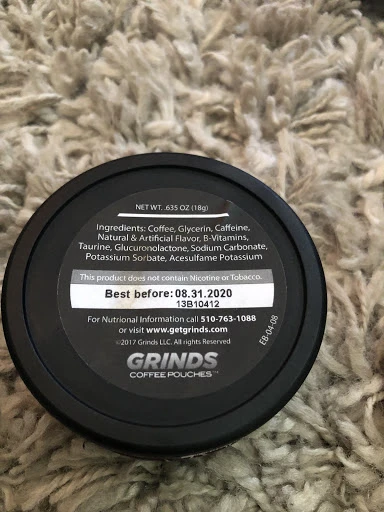 NET WT. .635 OZ (18g)
Ingredients: Coffee, Glycerin, Caffeine,
Natural & Artificial Flavor, B-Vitamins,
Taurine, Glucuronolactone, Sodium Carbonate,
Potassium Sorbate, Acesulfame Potassium
This product does not contain Nicotine or Tobacco.
Best before: 08.31.2020
13B10412
For Nutritional Information call 510-763-1088
or visit www.getgrinds.com
©2017 Grinds LLC. All rights Reserved
EB-04-08
GRINDS
COFFEE POUCHES™